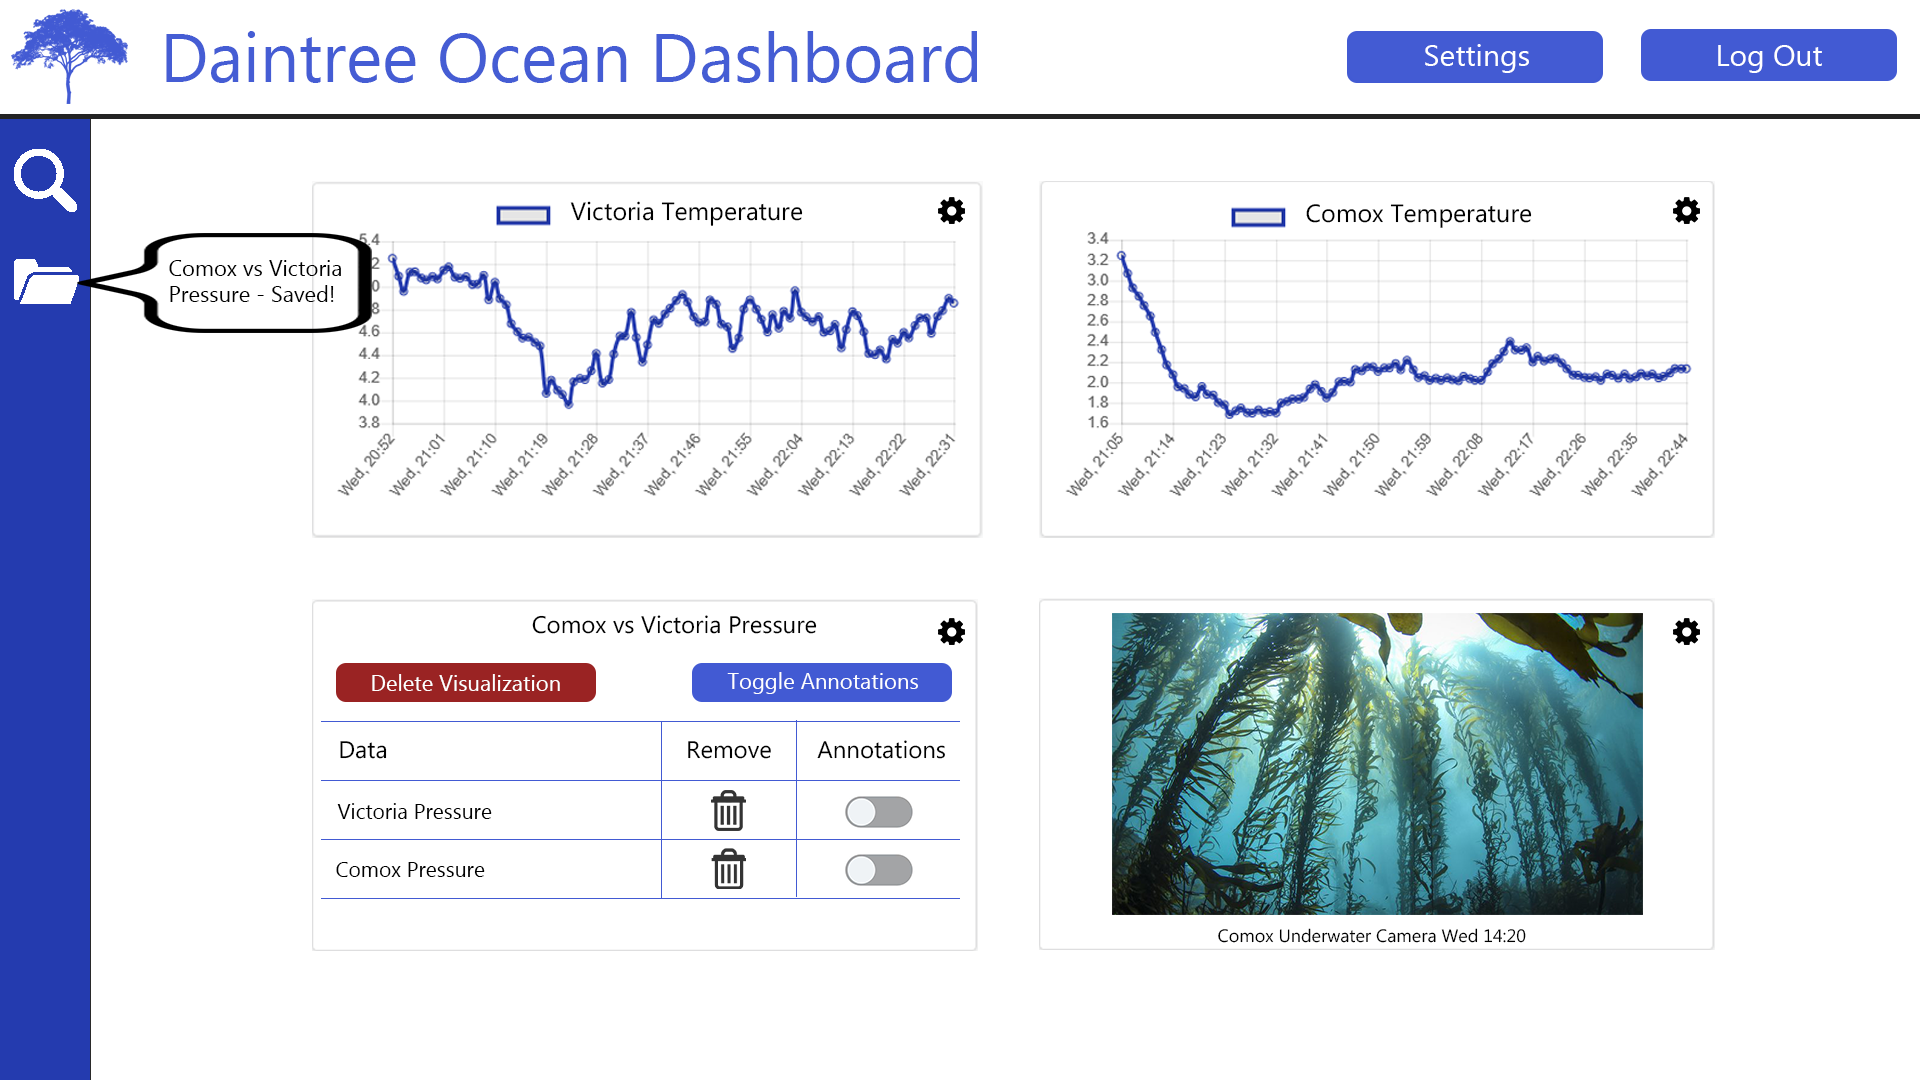 Daintree Ocean Dashboard
Settings
Log Out
Comox vs Victoria
Pressure - Saved!
Victoria Temperature
5.4
2
0
8
4.6
4.4
4.2
4.0
3.8
Wed, 20:52
Wed, 21:01
Wed, 21:10
Wed, 21:19
Wed, 21:28
Wed, 21:37
Wed, 21:46
Wed, 21:55
Wed, 22:04
Wed, 22:13
Wed, 22:22
Wed, 22:31
Comox Temperature
3.4
3.2
3.0
2.8
2.6
2.4
2.2
2.0
1.8
1.6
Wed, 21:05
Wed, 21:14
Wed, 21:23
Wed, 21:32
Wed, 21:41
Wed, 21:50
Wed, 21:59
Wed, 22:08
Wed, 22:17
Wed, 22:26
Wed, 22:35
Wed, 22:44
Comox vs Victoria Pressure
Delete Visualization
Toggle Annotations
Data
Remove
Annotations
Victoria Pressure
Comox Pressure
Comox Underwater Camera Wed 14:20